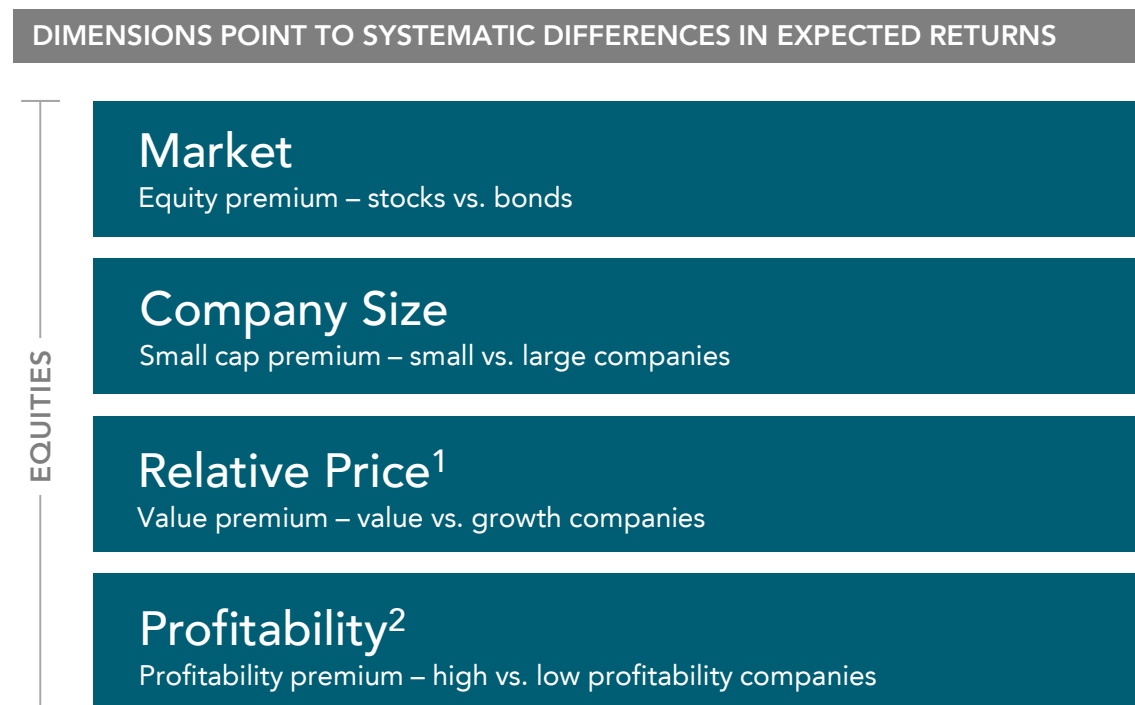 DIMENSIONS POINT TO SYSTEMATIC DIFFERENCES IN EXPECTED RETURNS
EQUITIES
Market
Equity premium – stocks vs. bonds
Company Size
Small cap premium – small vs. large companies
Relative Price¹
Value premium – value vs. growth companies
Profitability²
Profitability premium – high vs. low profitability companies